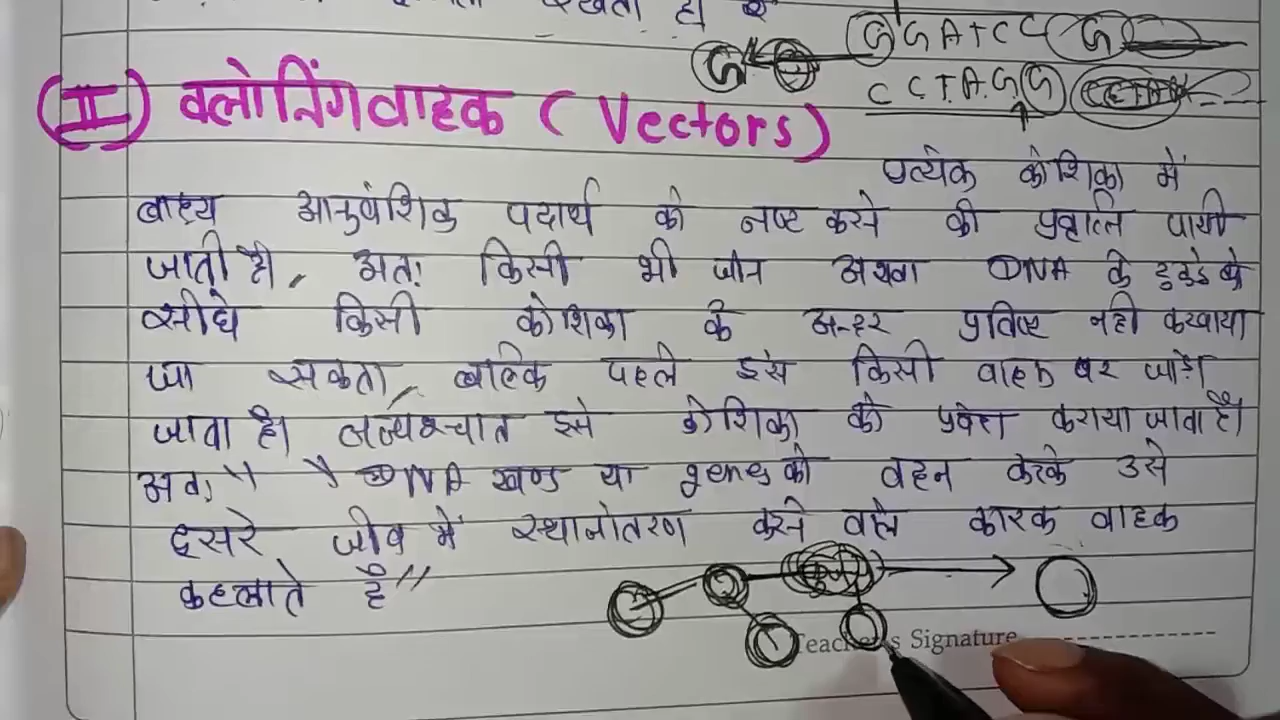 G G A T C C G
G
C C T A G G
(II) क्लोनिंगवाहक ( Vectors )
प्रत्येक कोशिका में
बाह्य आनुवंशिक पदार्थ को नष्ट करने की प्रवृत्ति पायी
जाती है। अतः किसी भी जीन अथवा DNA के टुकड़े को
सीधे किसी कोशिका के अन्दर प्रविष्ट नही करवाया
जा सकता, बल्कि पहले इसे किसी वाहक पर जोड़ा
जाता है। तत्पश्चात इसे कोशिका को प्रवेश कराया जाता है।
अतः " DNA खण्ड या genes को वहन करके उसे
दूसरे जीव में स्थानांतरण करने वाले कारक वाहक
कहलाते है"
Teacher's Signature